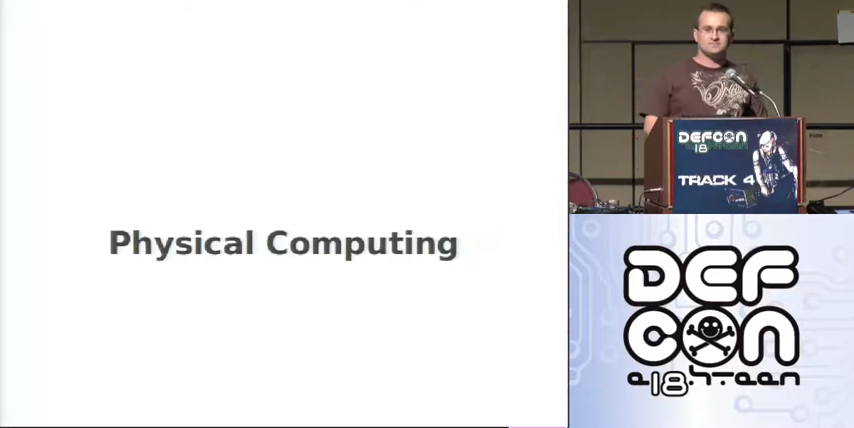 Physical Computing
DEFCON
18
TRACK 4
DEF
CON
e18hteen